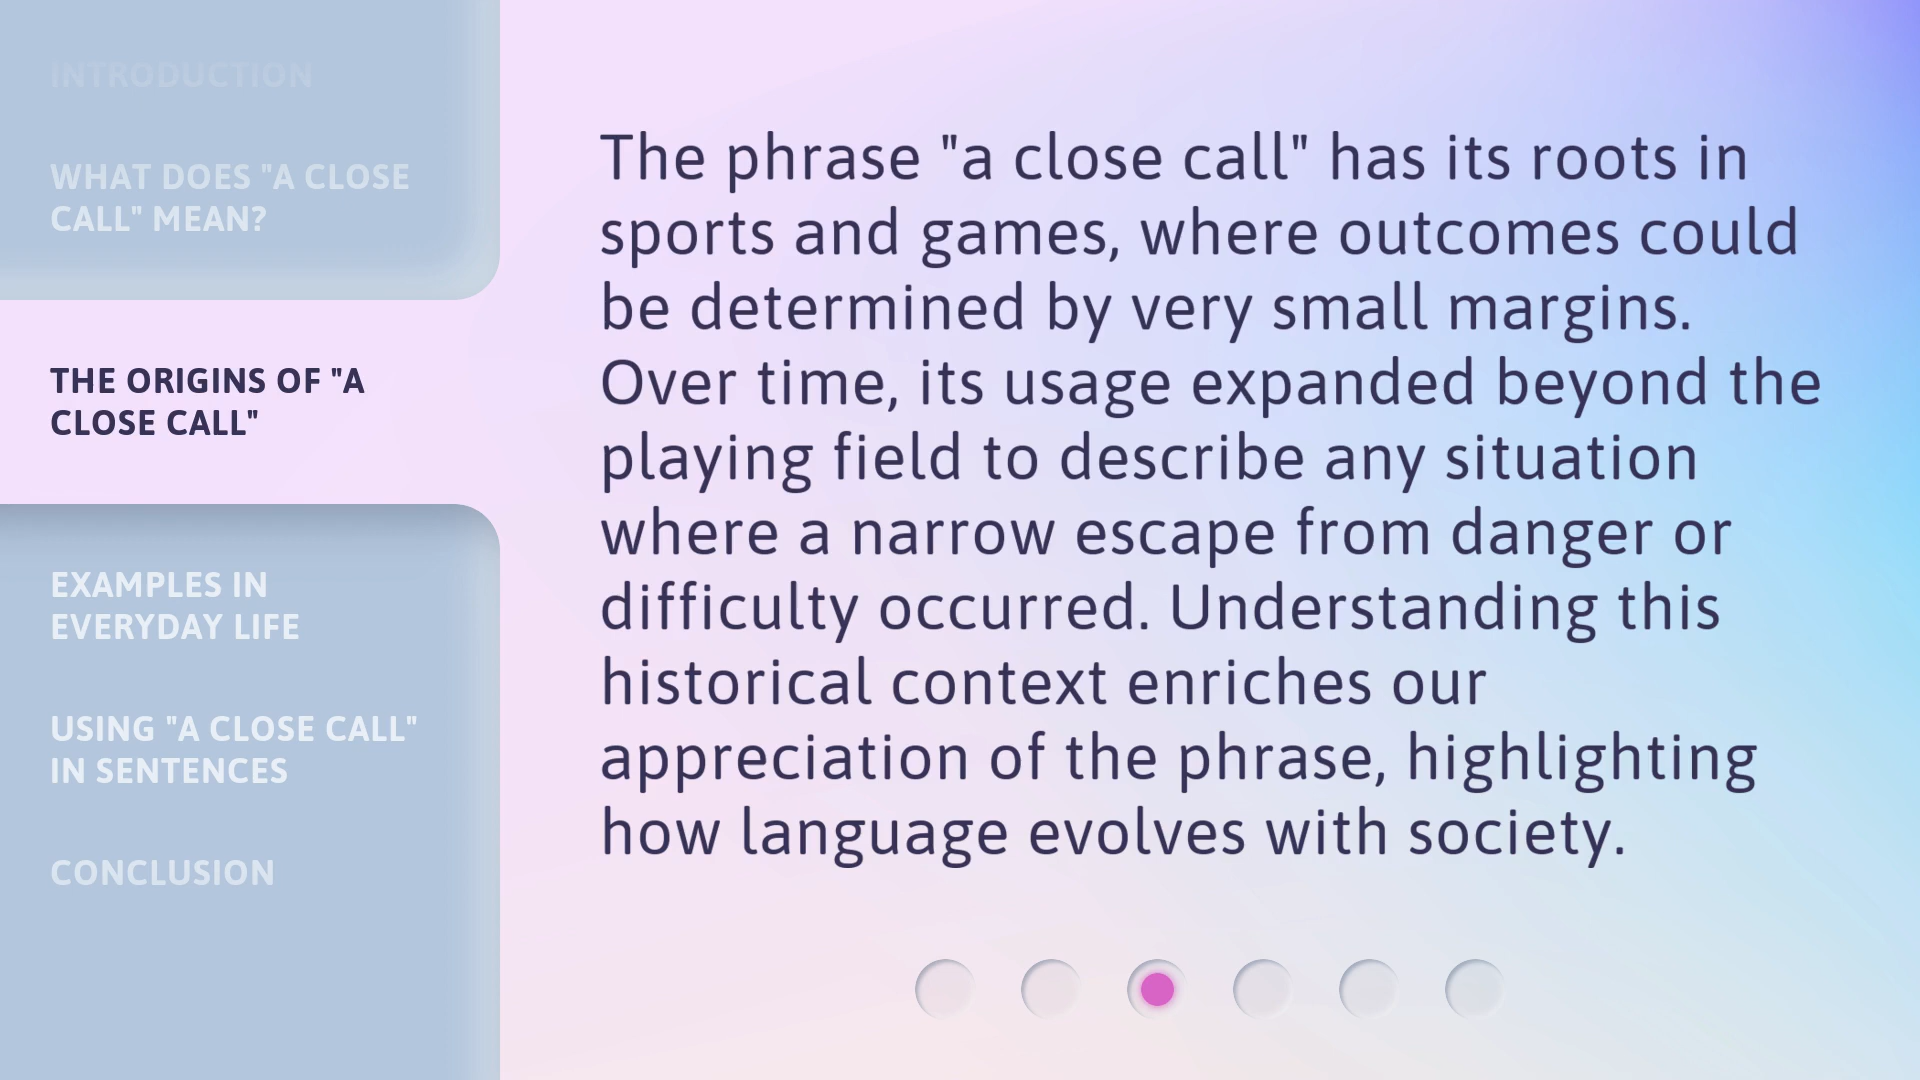 INTRODUCTION
WHAT DOES "A CLOSE
CALL" MEAN?
THE ORIGINS OF "A
CLOSE CALL"
EXAMPLES IN
EVERYDAY LIFE
USING "A CLOSE CALL"
IN SENTENCES
CONCLUSION
The phrase "a close call" has its roots in
sports and games, where outcomes could
be determined by very small margins.
Over time, its usage expanded beyond the
playing field to describe any situation
where a narrow escape from danger or
difficulty occurred. Understanding this
historical context enriches our
appreciation of the phrase, highlighting
how language evolves with society.